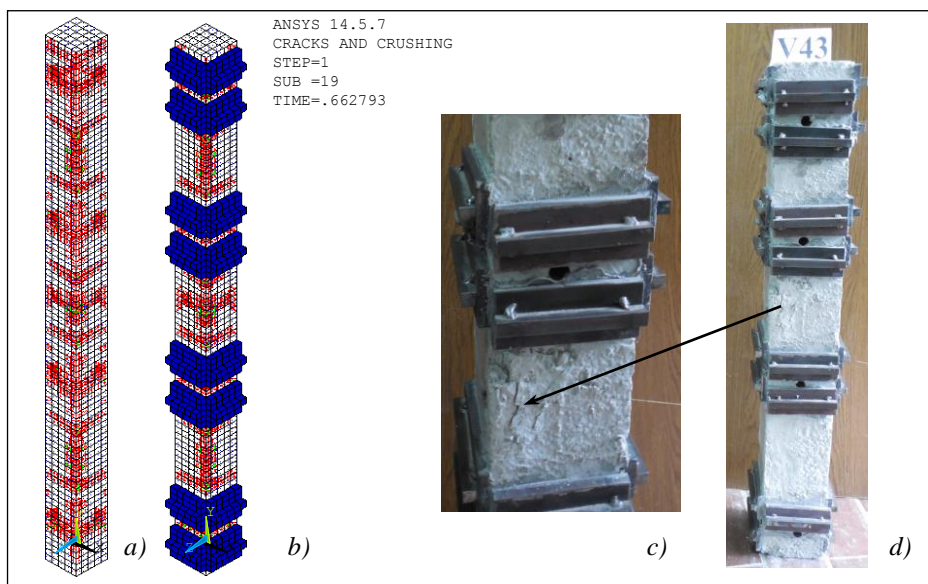 ANSYS 14.5.7
CRACKS AND CRUSHING
STEP=1
SUB =19
TIME=.662793
V43
Y
a)
b)
c)
d)